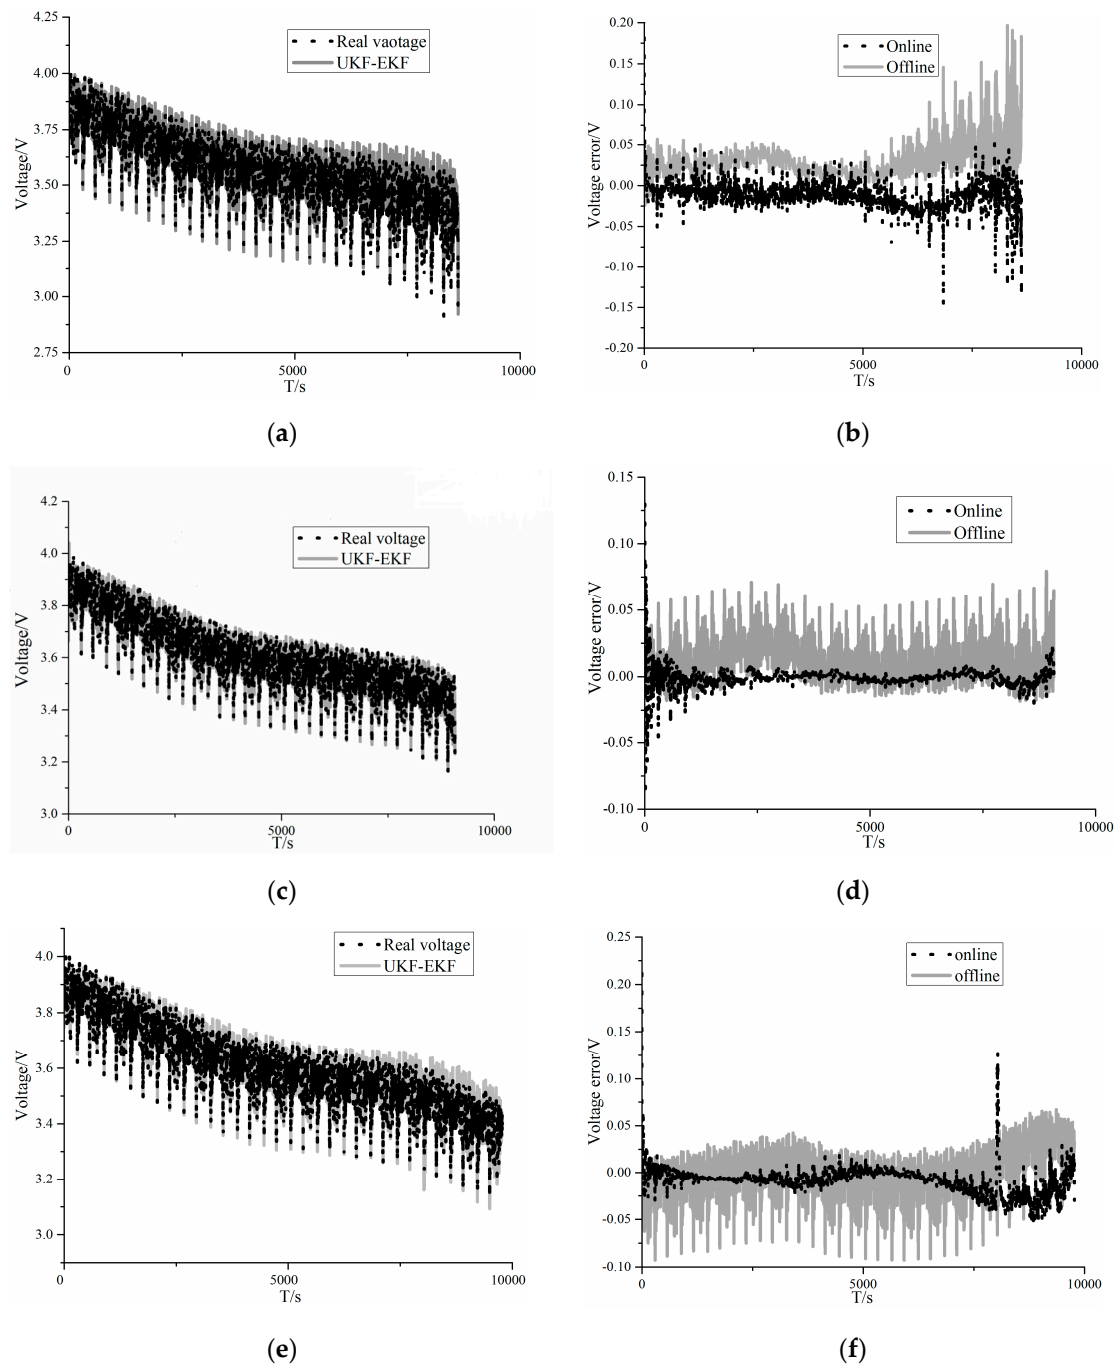 4.25
4.00
3.75
3.50
3.25
3.00
2.75
Voltage/V
Real vaotage
UKF-EKF
0
5000
10000
T/s
(a)
0.20
0.15
0.10
0.05
0.00
-0.05
-0.10
-0.15
-0.20
Voltage error/V
Online
Offline
0
5000
10000
T/s
(b)
4.2
4.0
3.8
3.6
3.4
3.2
3.0
Voltage/V
Real voltage
UKF-EKF
0
5000
10000
T/s
(c)
0.15
0.10
0.05
0.00
-0.05
-0.10
Voltage error/V
Online
Offline
0
5000
10000
T/s
(d)
4.0
3.8
3.6
3.4
3.2
3.0
Voltage/V
Real voltage
UKF-EKF
0
5000
10000
T/s
(e)
0.25
0.20
0.15
0.10
0.05
0.00
-0.05
-0.10
Voltage error/V
online
offline
0
5000
10000
T/s
(f)